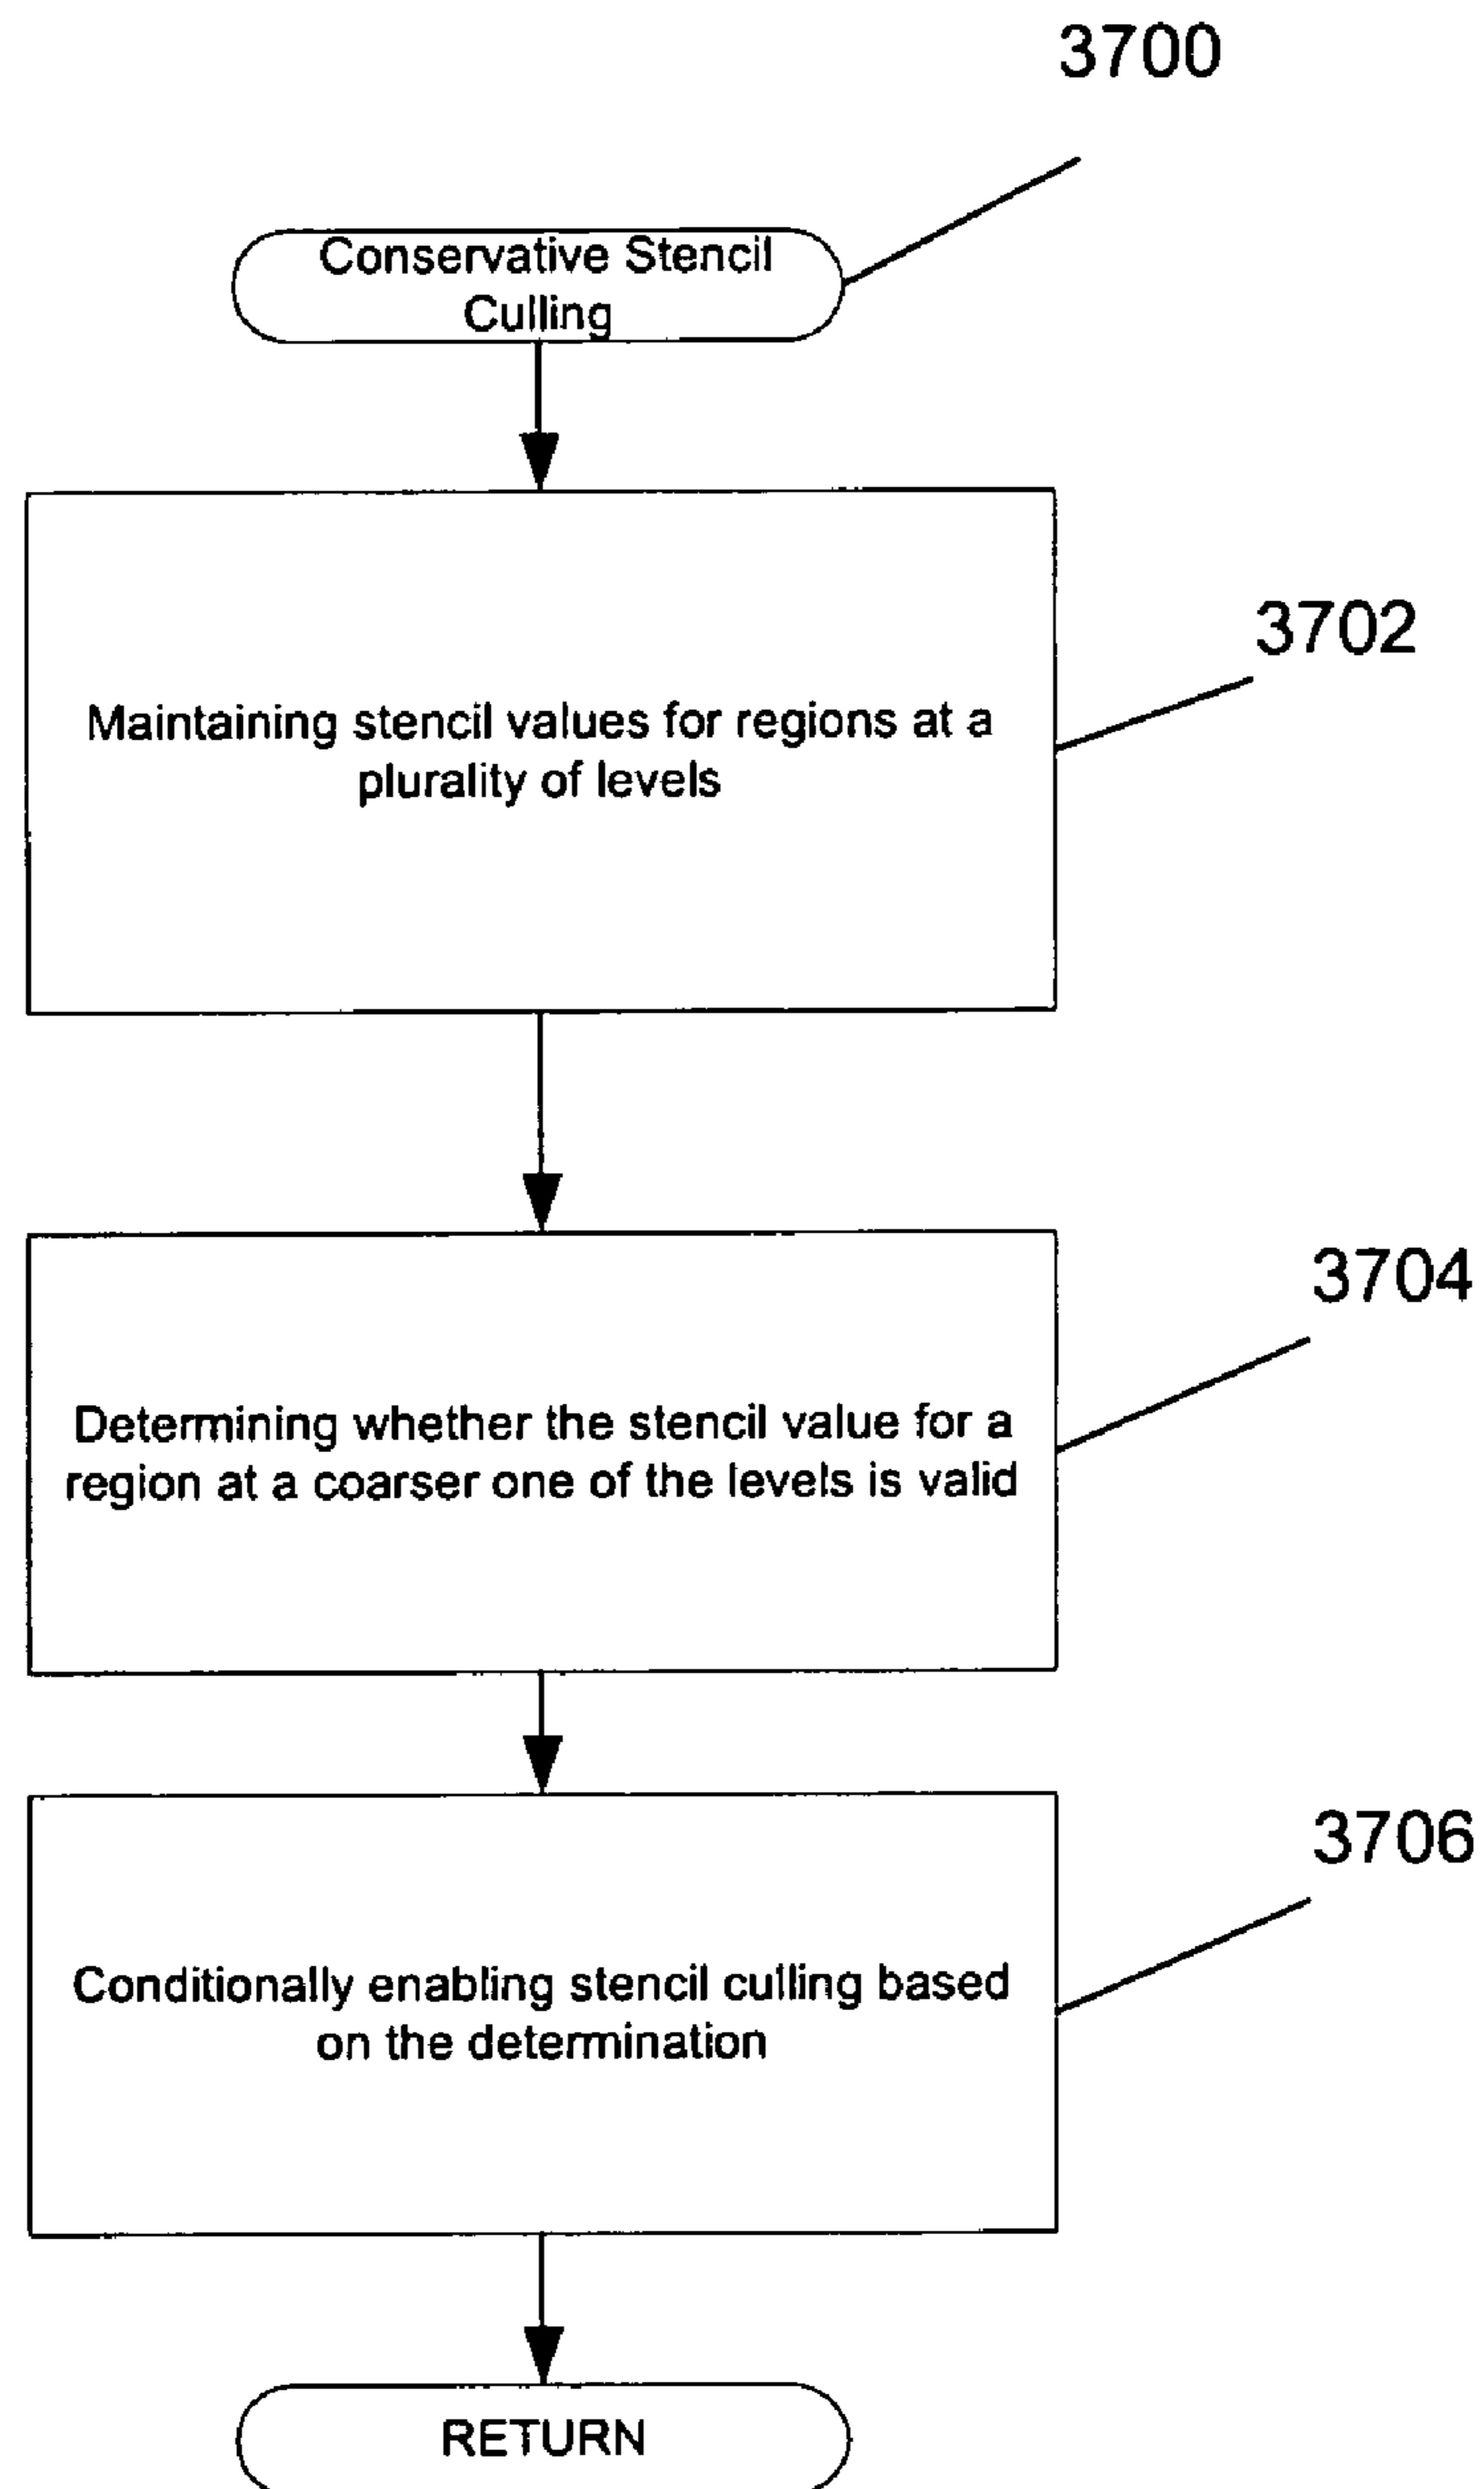 3700
Conservative Stencil
Culling
3702
Maintaining stencil values for regions at a
plurality of levels
3704
Determining whether the stencil value for a
region at a coarser one of the levels is valid
3706
Conditionally enabling stencil culling based
on the determination
RETURN